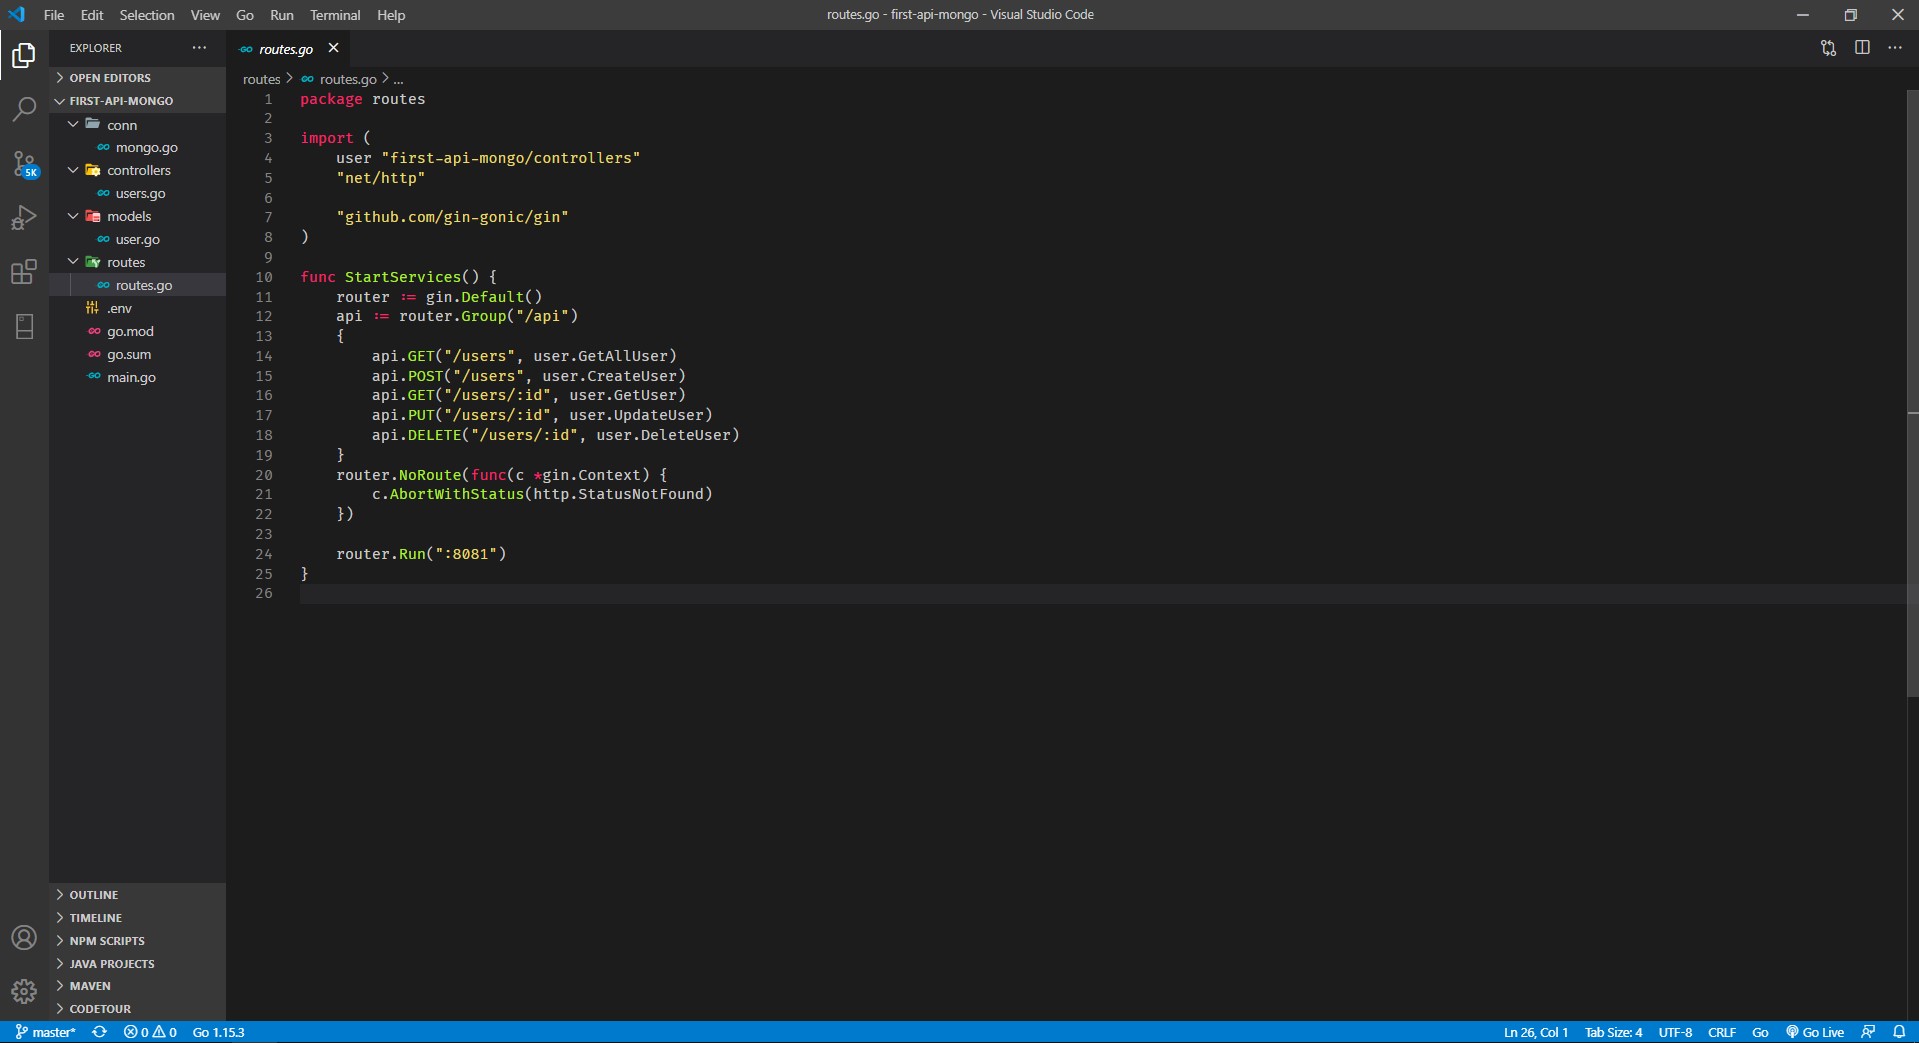 File Edit Selection View Go Run Terminal Help
routes.go - first-api-mongo - Visual Studio Code
EXPLORER
OPEN EDITORS
FIRST-API-MONGO
conn
mongo.go
controllers
users.go
models
user.go
routes
routes.go
.env
go.mod
go.sum
main.go
OUTLINE
TIMELINE
NPM SCRIPTS
JAVA PROJECTS
MAVEN
CODETOUR
5K
routes.go
routes > routes.go > ...
1 package routes
2
3 import (
4 user "first-api-mongo/controllers"
5 "net/http"
6
7 "github.com/gin-gonic/gin"
8 )
9
10 func StartServices() {
11 router := gin.Default()
12 api := router.Group("/api")
13 {
14 api.GET("/users", user.GetAllUser)
15 api.POST("/users", user.CreateUser)
16 api.GET("/users/:id", user.GetUser)
17 api.PUT("/users/:id", user.UpdateUser)
18 api.DELETE("/users/:id", user.DeleteUser)
19 }
20 router.NoRoute(func(c *gin.Context) {
21 c.AbortWithStatus(http.StatusNotFound)
22 })
23
24 router.Run(":8081")
25 }
26
master* 0 0 Go 1.15.3
Ln 26, Col 1 Tab Size: 4 UTF-8 CRLF Go Go Live